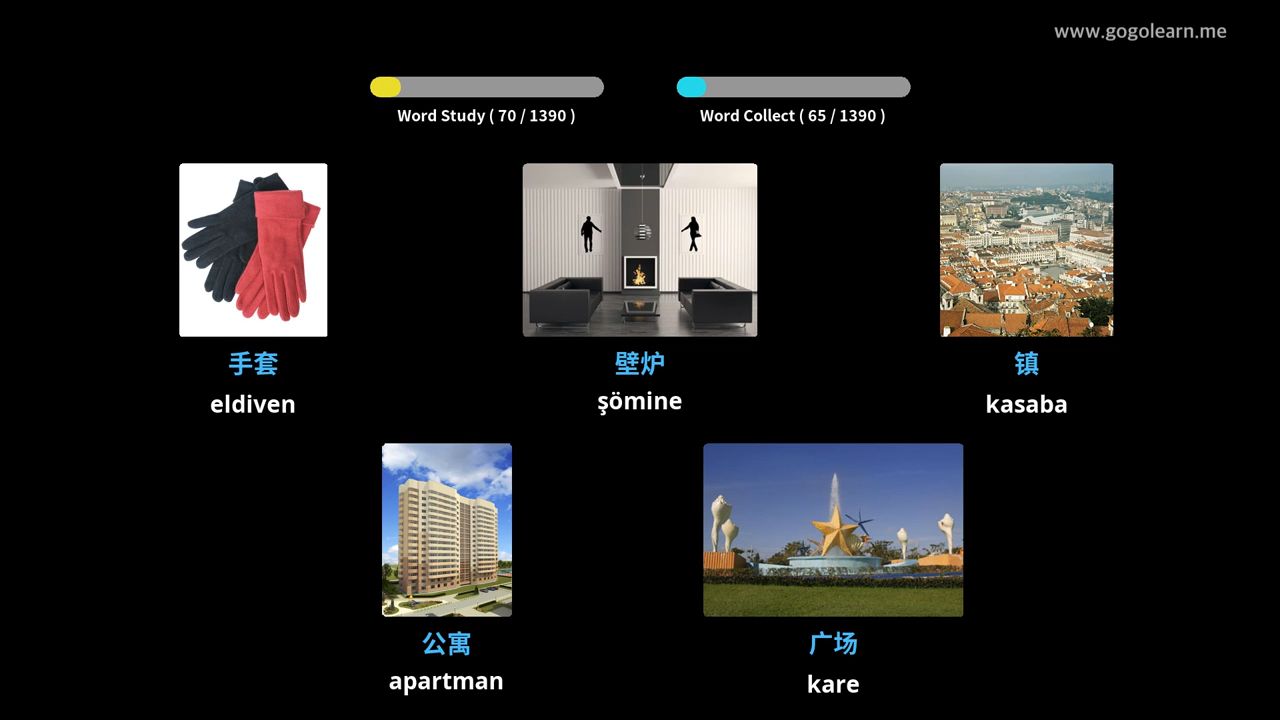 www.gogolearn.me
Word Study ( 70 / 1390 )
Word Collect ( 65 / 1390 )
手套
eldiven
壁炉
şömine
镇
kasaba
公寓
apartman
广场
kare